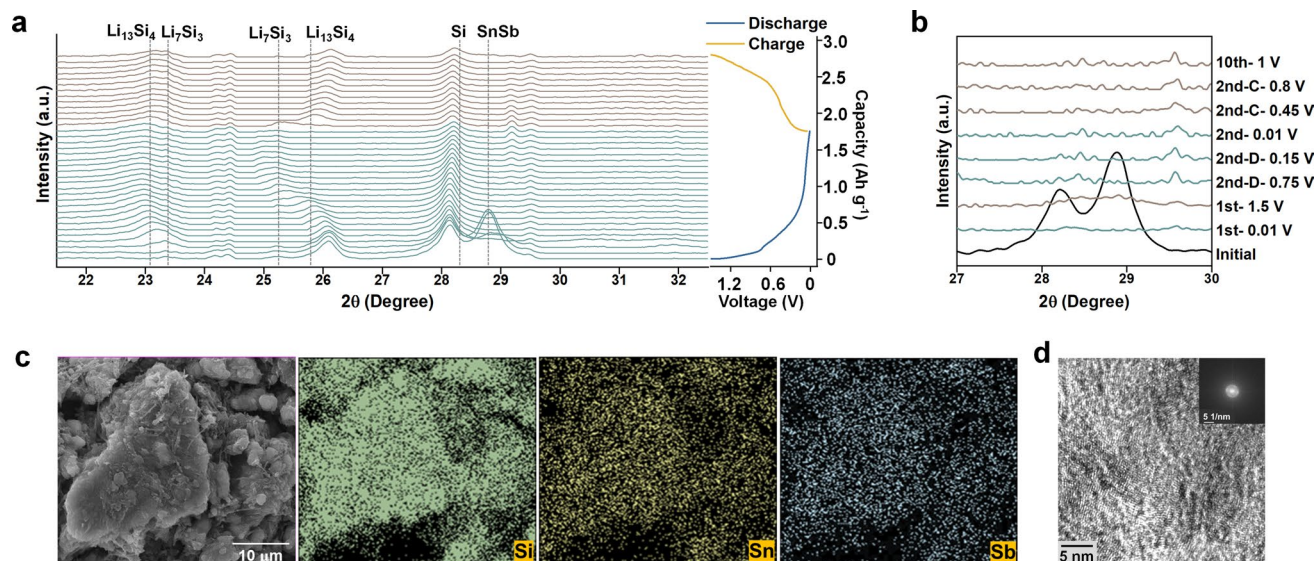 a
Li13Si4 Li7Si3 Li7Si3 Li13Si4 Si SnSb
Intensity (a.u.)
22 23 24 25 26 27 28 29 30 31 32
2θ (Degree)
Discharge
Charge
3.0
2.5
2.0
1.5
1.0
0.5
0
Capacity (Ah g-1)
1.2 0.6 0
Voltage (V)
b
Intensity (a.u.)
10th- 1 V
2nd-C- 0.8 V
2nd-C- 0.45 V
2nd- 0.01 V
2nd-D- 0.15 V
2nd-D- 0.75 V
1st- 1.5 V
1st- 0.01 V
Initial
27 28 29 30
2θ (Degree)
c
10 μm
Si
Sn
Sb
d
5 1/nm
5 nm